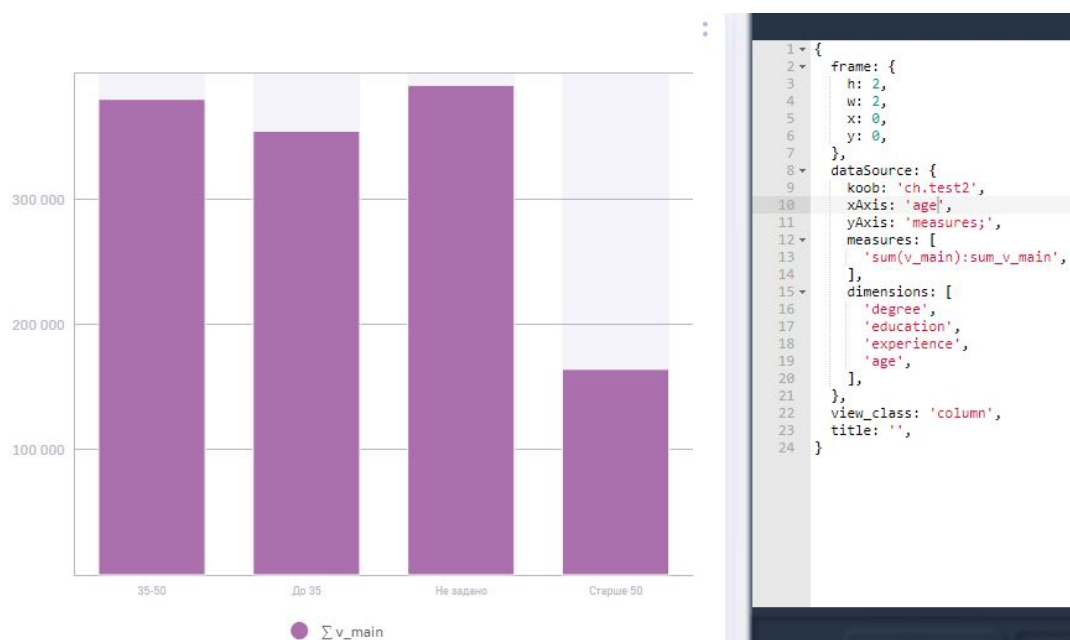 300 000
200 000
100 000
35-50
До 35
Не задано
Старше 50
∑ v_main
1 {
2 frame: {
3 h: 2,
4 w: 2,
5 x: 0,
6 y: 0,
7 },
8 dataSource: {
9 koob: 'ch.test2',
10 xAxis: 'age',
11 yAxis: 'measures;',
12 measures: [
13 'sum(v_main):sum_v_main',
14 ],
15 dimensions: [
16 'degree',
17 'education',
18 'experience',
19 'age',
20 ],
21 },
22 view_class: 'column',
23 title: '',
24 }